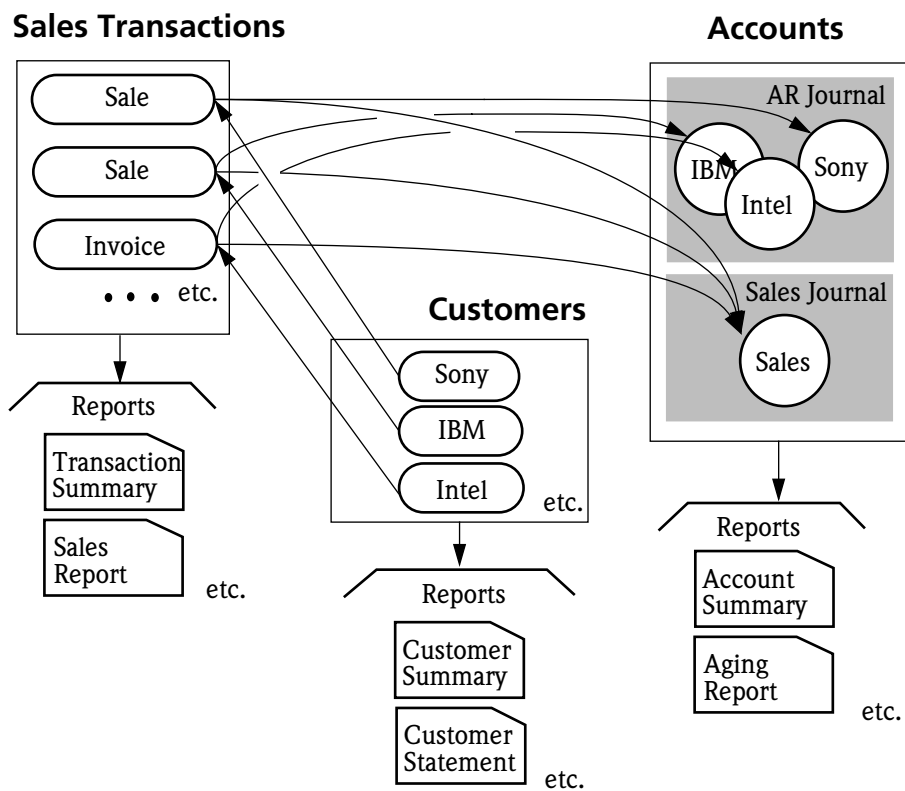 Sales Transactions
Sale
Sale
Invoice
• • • etc.
Reports
Transaction
Summary
Sales
Report
etc.
Customers
Sony
IBM
Intel
etc.
Reports
Customer
Summary
Customer
Statement
etc.
Accounts
AR Journal
IBM
Sony
Intel
Sales Journal
Sales
Reports
Account
Summary
Aging
Report
etc.